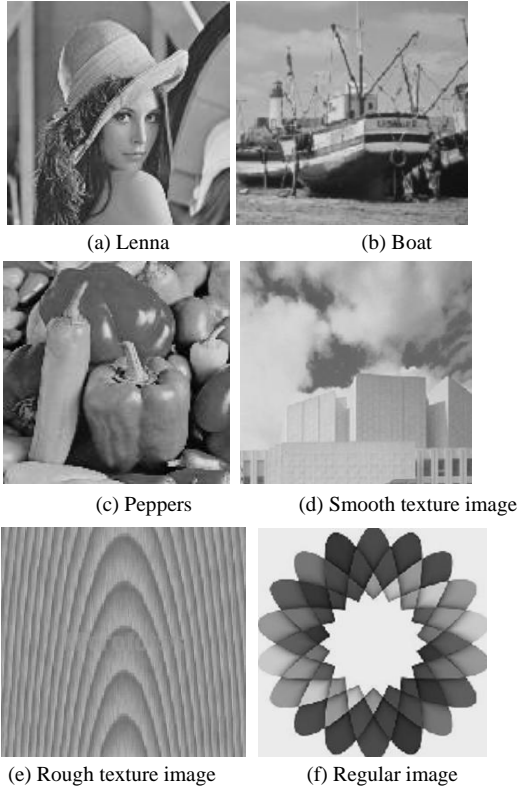 (a) Lenna
(b) Boat
(c) Peppers
(d) Smooth texture image
(e) Rough texture image
(f) Regular image